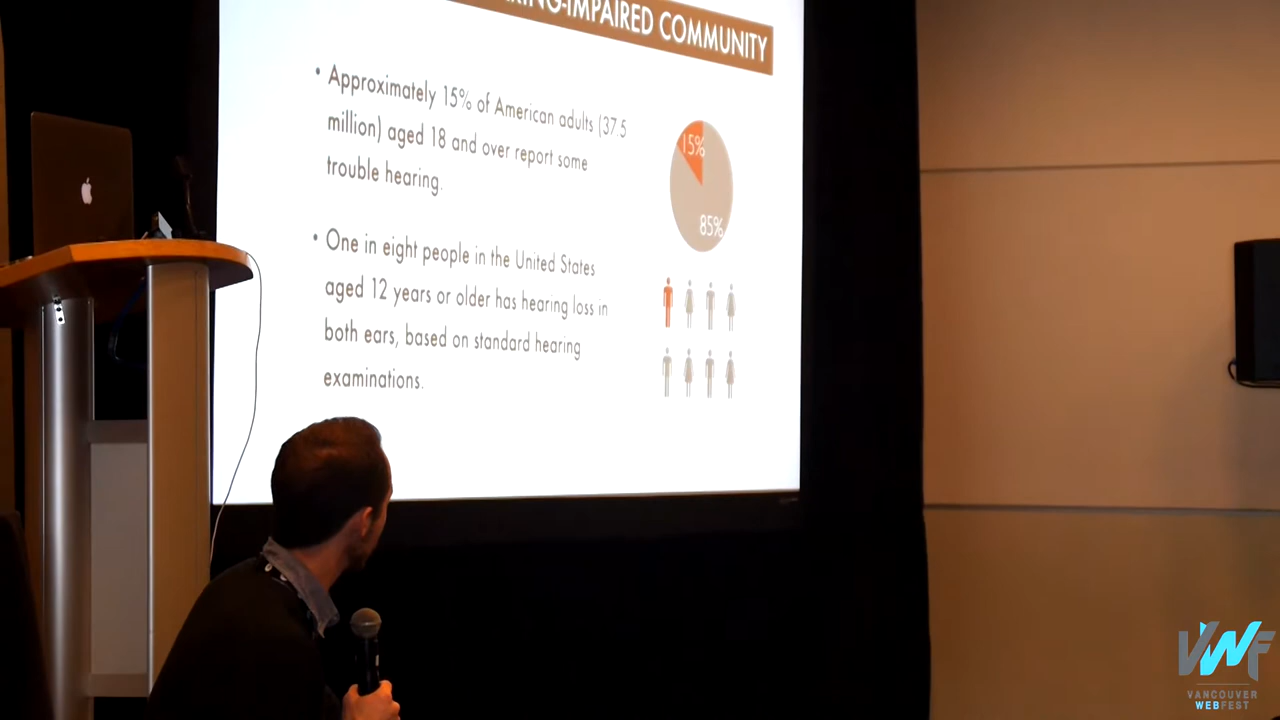 IMPAIRED COMMUNITY
• Approximately 15% of American adults (37.5
million) aged 18 and over report some
trouble hearing.
15%
85%
• One in eight people in the United States
aged 12 years or older has hearing loss in
both ears, based on standard hearing
examinations.
VWF
VANCOUVER
WEBFEST